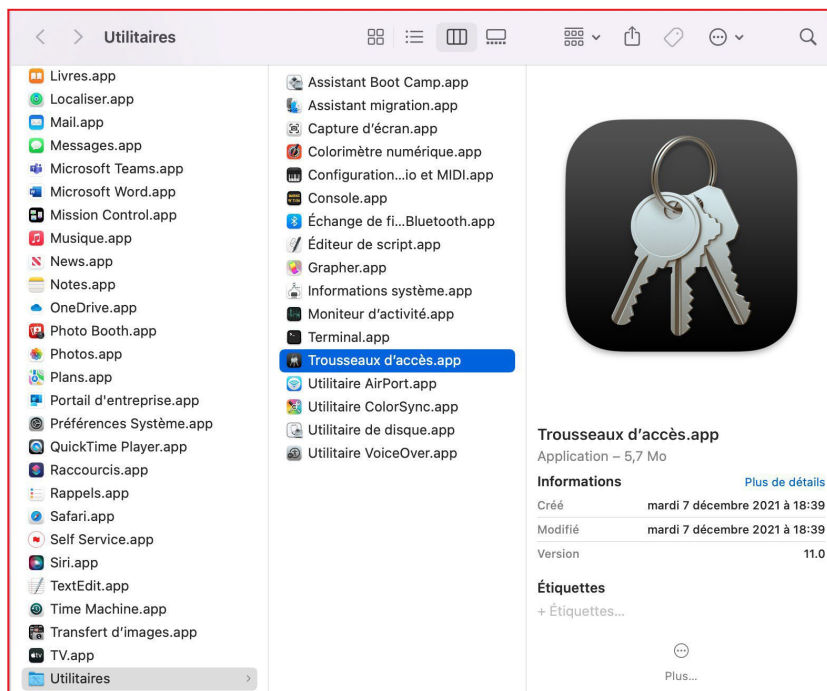 Utilitaires
Livres.app
Localiser.app
Mail.app
Messages.app
Microsoft Teams.app
Microsoft Word.app
Mission Control.app
Musique.app
News.app
Notes.app
OneDrive.app
Photo Booth.app
Photos.app
Plans.app
Portail d'entreprise.app
Préférences Système.app
QuickTime Player.app
Raccourcis.app
Rappels.app
Safari.app
Self Service.app
Siri.app
TextEdit.app
Time Machine.app
Transfert d’images.app
TV.app
Utilitaires
Assistant Boot Camp.app
Assistant migration.app
Capture d’écran.app
Colorimètre numérique.app
Configuration...io et MIDI.app
Console.app
Échange de fi...Bluetooth.app
Éditeur de script.app
Grapher.app
Informations système.app
Moniteur d’activité.app
Terminal.app
Trousseaux d’accès.app
Utilitaire AirPort.app
Utilitaire ColorSync.app
Utilitaire de disque.app
Utilitaire VoiceOver.app
Trousseaux d’accès.app
Application – 5,7 Mo
Informations Plus de détails
Créé mardi 7 décembre 2021 à 18:39
Modifié mardi 7 décembre 2021 à 18:39
Version 11.0
Étiquettes
+ Étiquettes...
Plus...